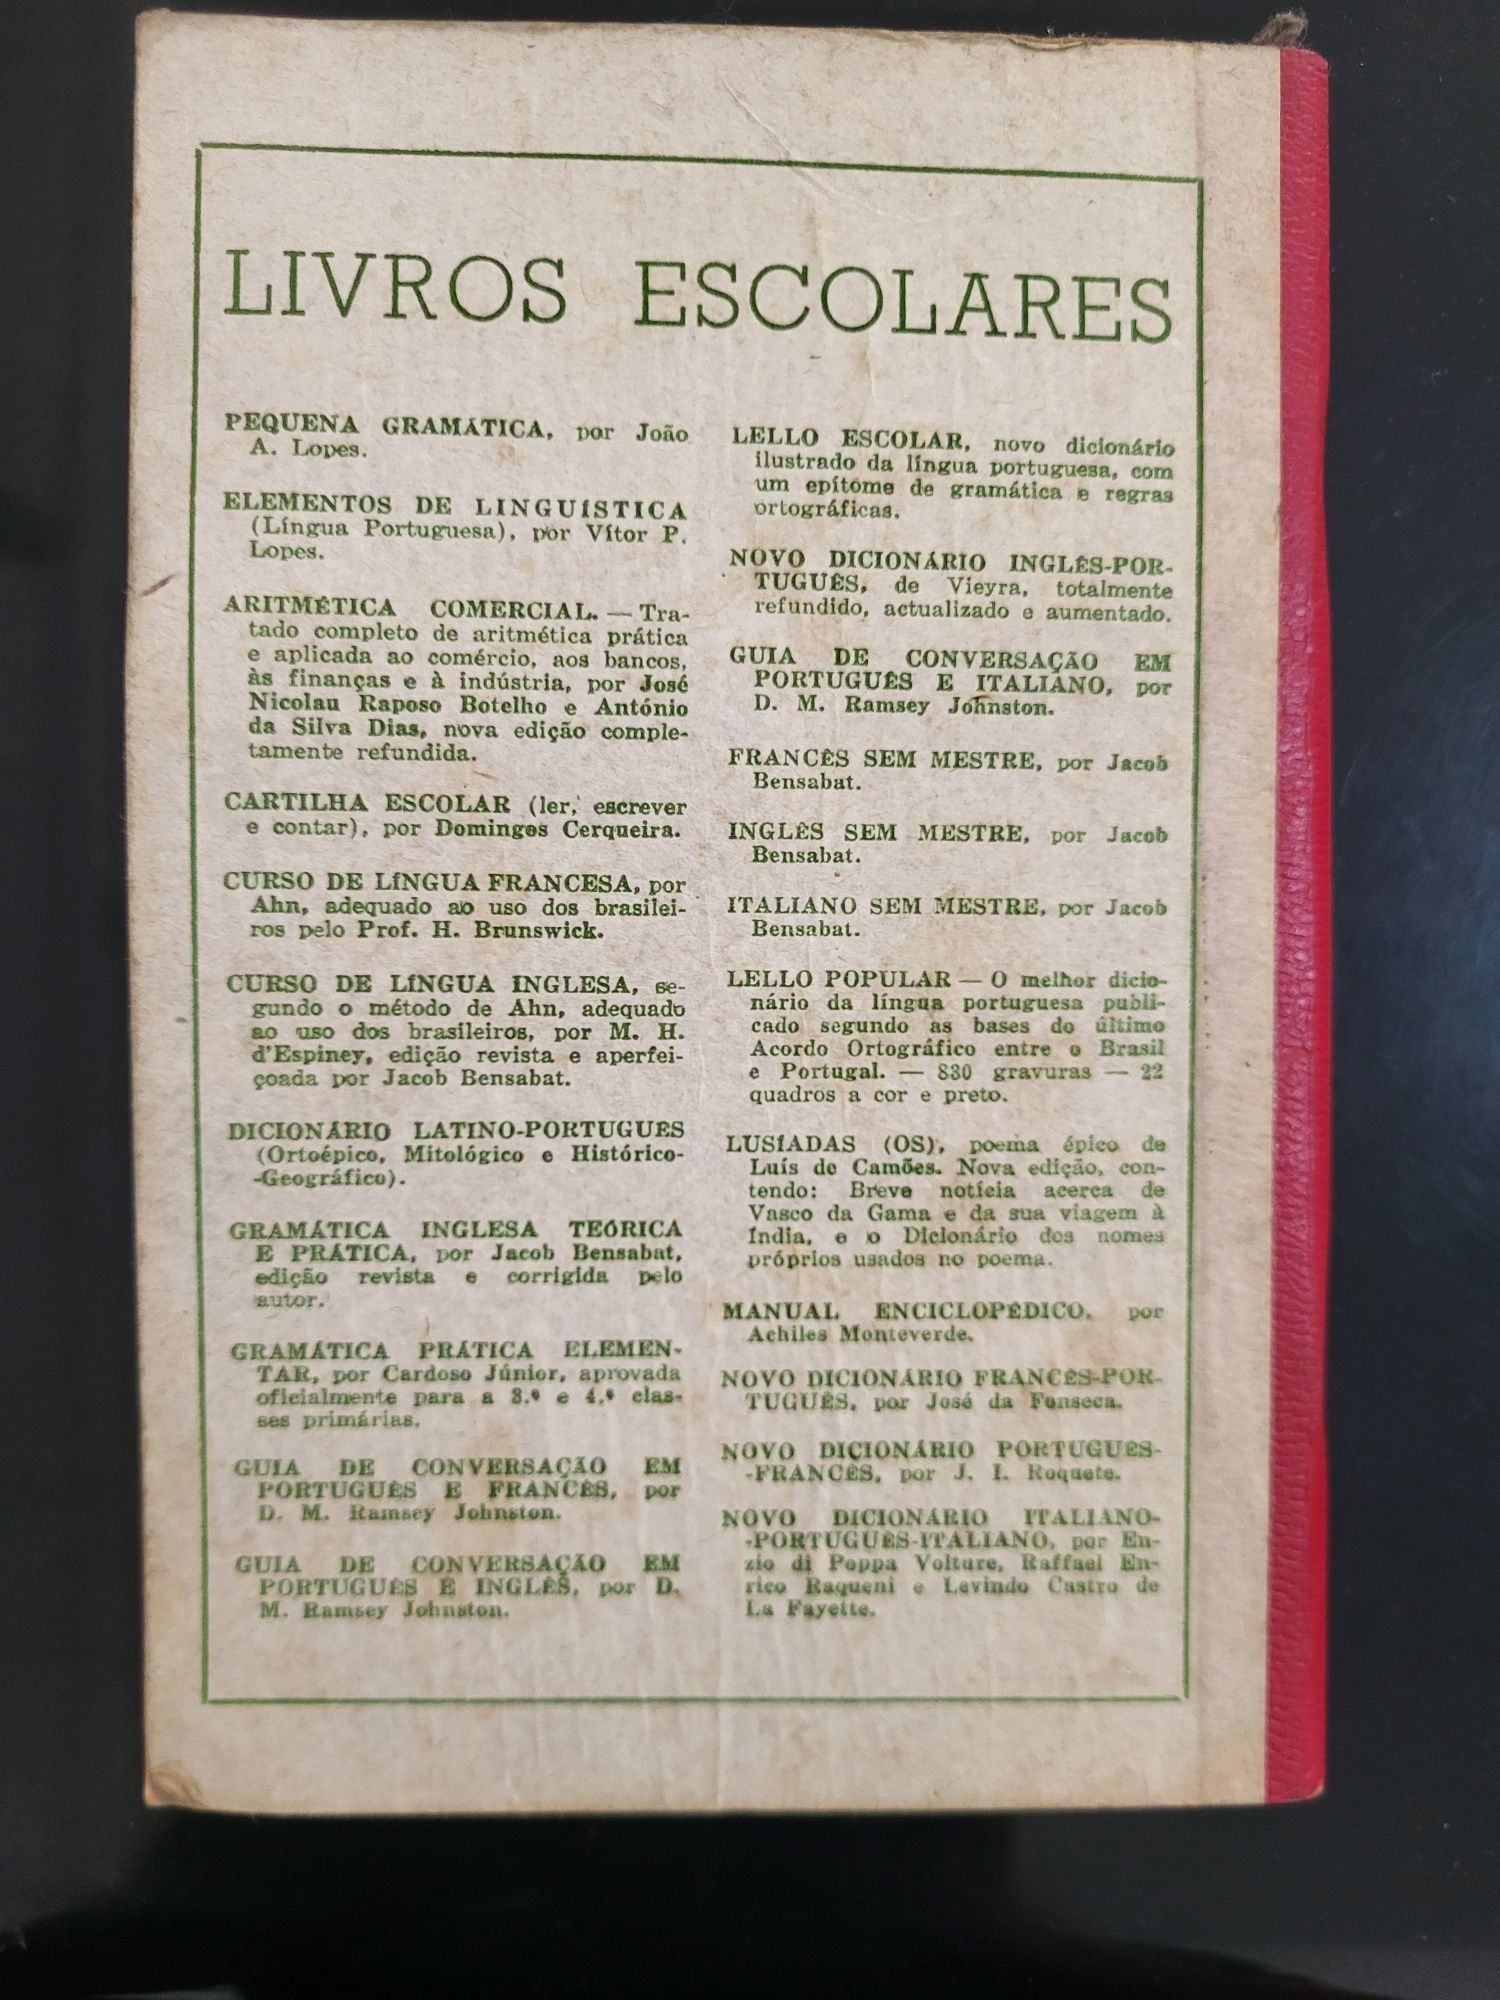 LIVROS ESCOLARES
PEQUENA GRAMÁTICA, por João
A. Lopes.
ELEMENTOS DE LINGUÍSTICA
(Língua Portuguesa), por Vítor P.
Lopes.
ARITMÉTICA COMERCIAL. — Tra-
tado completo de aritmética prática
e aplicada ao comércio, aos bancos,
às finanças e à indústria, por José
Nicolau Raposo Botelho e António
da Silva Dias, nova edição comple-
tamente refundida.
CARTILHA ESCOLAR (ler, escrever
e contar), por Domingos Cerqueira.
CURSO DE LÍNGUA FRANCESA, por
Ahn, adequado ao uso dos brasilei-
ros pelo Prof. H. Brunswick.
CURSO DE LÍNGUA INGLESA, se-
gundo o método de Ahn, adequado
ao uso dos brasileiros, por M. H.
d'Espiney, edição revista e aperfei-
çoada por Jacob Bensabat.
DICIONÁRIO LATINO-PORTUGUÊS
(Ortoépico, Mitológico e Histórico-
-Geográfico).
GRAMÁTICA INGLESA TEÓRICA
E PRÁTICA, por Jacob Bensabat,
edição revista e corrigida pelo
autor.
GRAMÁTICA PRÁTICA ELEMEN-
TAR, por Cardoso Júnior, aprovada
oficialmente para a 3.ª e 4.ª clas-
ses primárias.
GUIA DE CONVERSAÇÃO EM
PORTUGUÊS E FRANCÊS, por
D. M. Ramsey Johnston.
GUIA DE CONVERSAÇÃO EM
PORTUGUÊS E INGLÊS, por D.
M. Ramsey Johnston.
LELLO ESCOLAR, novo dicionário
ilustrado da língua portuguesa, com
um epítome de gramática e regras
ortográficas.
NOVO DICIONÁRIO INGLÊS-POR-
TUGUÊS, de Vieyra, totalmente
refundido, actualizado e aumentado.
GUIA DE CONVERSAÇÃO EM
PORTUGUÊS E ITALIANO, por
D. M. Ramsey Johnston.
FRANCÊS SEM MESTRE, por Jacob
Bensabat.
INGLÊS SEM MESTRE, por Jacob
Bensabat.
ITALIANO SEM MESTRE, por Jacob
Bensabat.
LELLO POPULAR — O melhor dicio-
nário da língua portuguesa publi-
cado segundo as bases do último
Acordo Ortográfico entre o Brasil
e Portugal. — 830 gravuras — 22
quadros a cor e preto.
LUSÍADAS (OS), poema épico de
Luís de Camões. Nova edição, con-
tendo: Breve notícia acerca de
Vasco da Gama e da sua viagem à
Índia, e o Dicionário dos nomes
próprios usados no poema.
MANUAL ENCICLOPÉDICO, por
Achiles Monteverde.
NOVO DICIONÁRIO FRANCÊS-POR-
TUGUÊS, por José da Fonseca.
NOVO DICIONÁRIO PORTUGUÊS-
-FRANCÊS, por J. I. Roquete.
NOVO DICIONÁRIO ITALIANO-
-PORTUGUÊS-ITALIANO, por En-
zio di Poppa Volture, Raffael En-
rico Raqueni e Levindo Castro de
La Fayette.